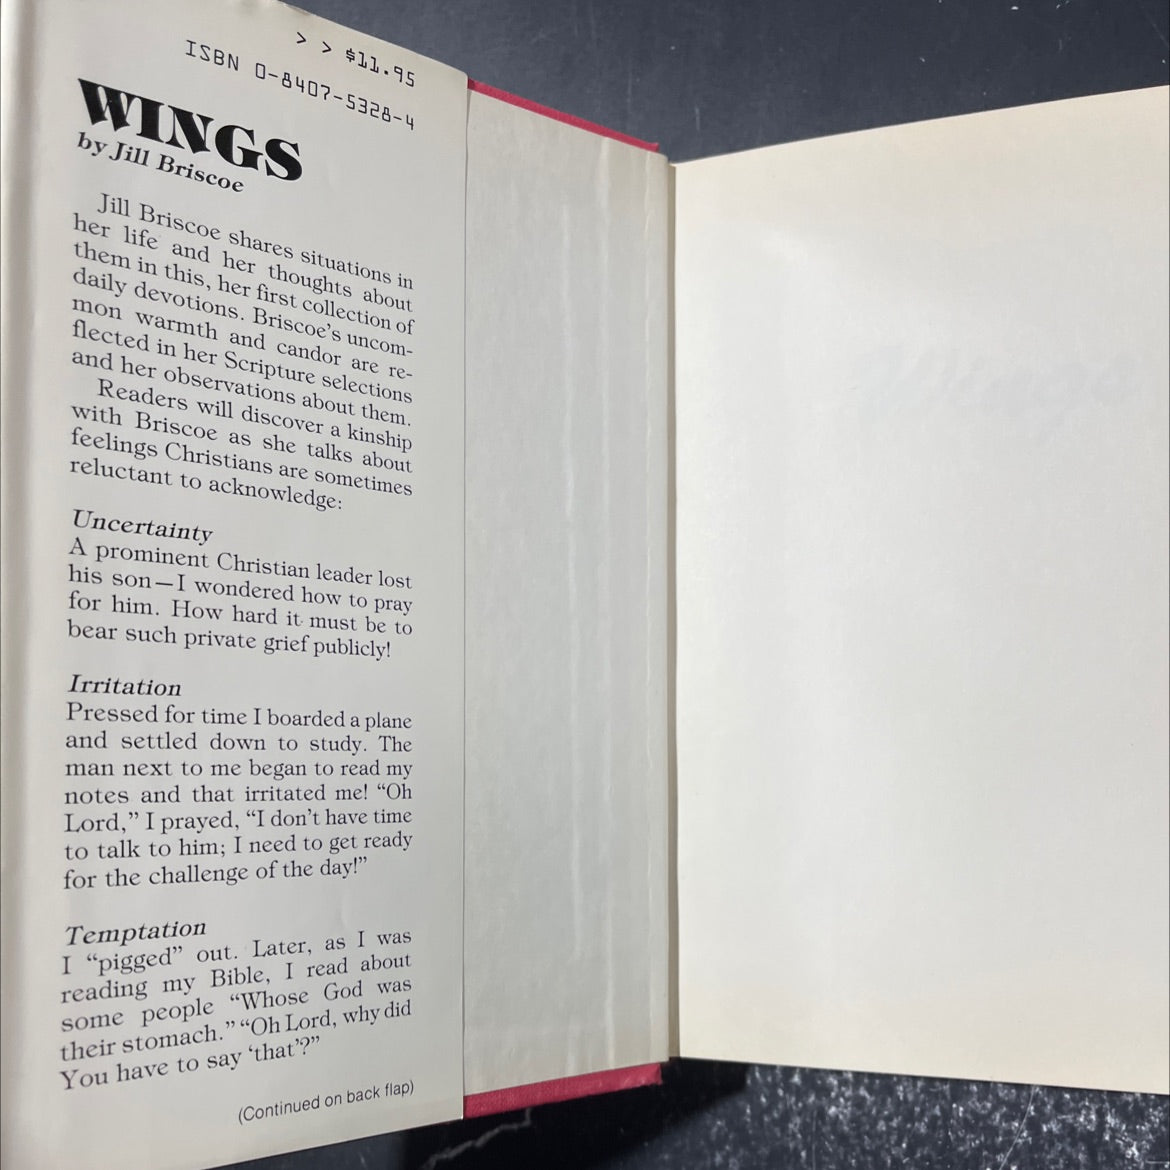 > > $11.95
ISBN 0-8407-5328-4
WINGS
by Jill Briscoe
Jill Briscoe shares situations in
her life and her thoughts about
them in this, her first collection of
daily devotions. Briscoe's uncom-
mon warmth and candor are re-
flected in her Scripture selections
and her observations about them.
Readers will discover a kinship
with Briscoe as she talks about
feelings Christians are sometimes
reluctant to acknowledge:
Uncertainty
A prominent Christian leader lost
his son—I wondered how to pray
for him. How hard it must be to
bear such private grief publicly!
Irritation
Pressed for time I boarded a plane
and settled down to study. The
man next to me began to read my
notes and that irritated me! “Oh
Lord,” I prayed, “I don't have time
to talk to him; I need to get ready
for the challenge of the day!”
Temptation
I “pigged” out. Later, as I was
reading my Bible, I read about
some people “Whose God was
their stomach.” “Oh Lord, why did
You have to say ‘that’?”
(Continued on back flap)